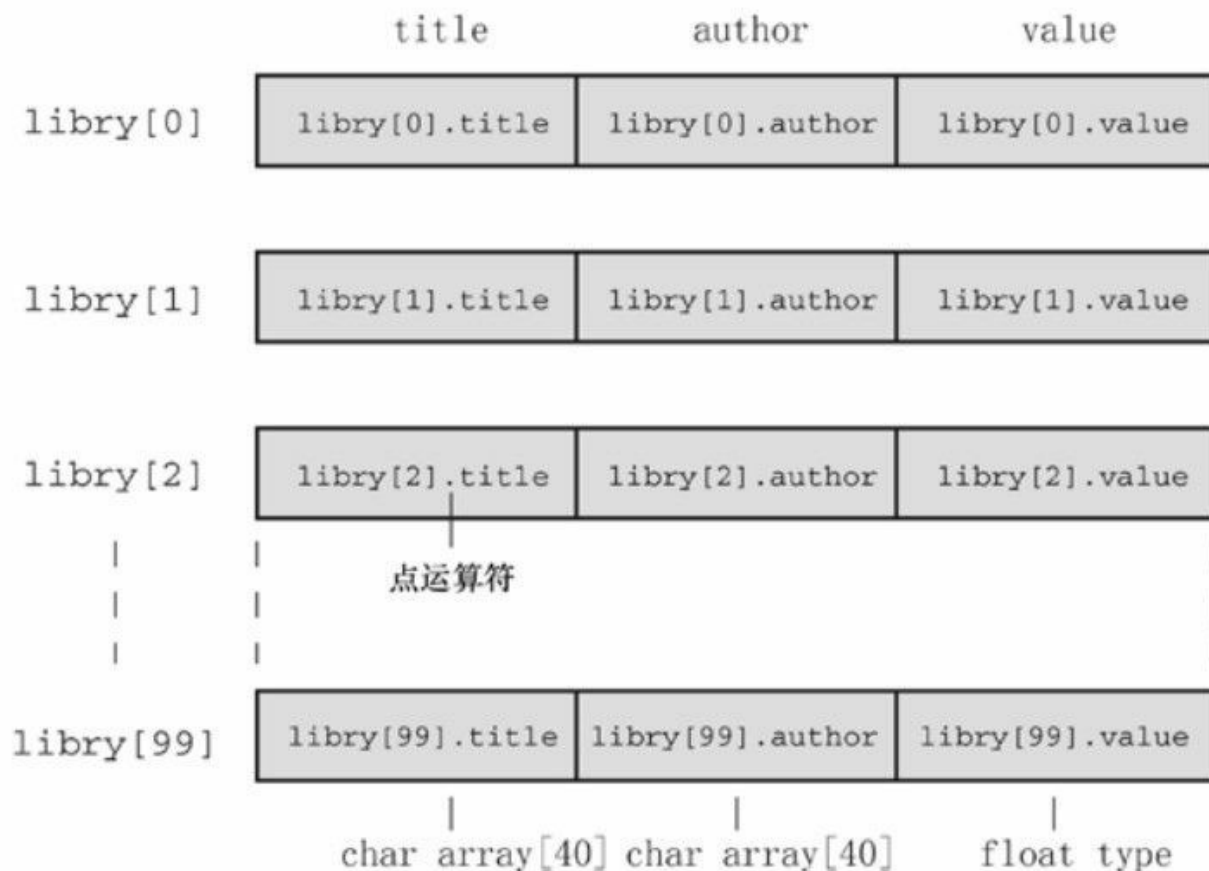 title author value
libry[0] libry[0].title libry[0].author libry[0].value
libry[1] libry[1].title libry[1].author libry[1].value
libry[2] libry[2].title libry[2].author libry[2].value
点运算符
libry[99] libry[99].title libry[99].author libry[99].value
char array[40] char array[40] float type